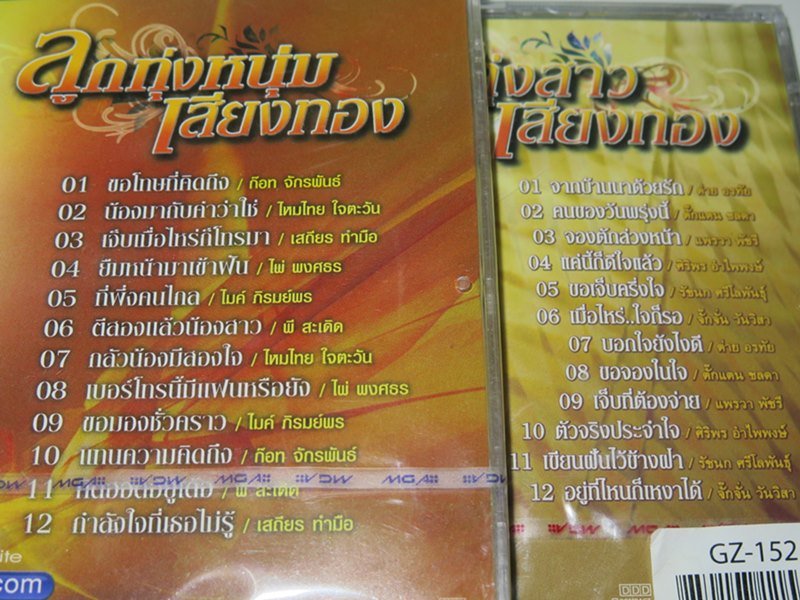 ลูกทุ่งหนุ่ม
เสียงทอง
01 ขอโทษที่คิดถึง / ก๊อท จักรพันธ์
02 น้องมากับคำว่าใช่ / ไหมไทย ใจตะวัน
03 เจ็บเมื่อไหร่ก็โทรมา / เสถียร ทำมือ
04 ยืมหน้ามาเข้าฝัน / ไผ่ พงศธร
05 ที่พึ่งคนไกล / ไมค์ ภิรมย์พร
06 ตีสองแล้วน้องสาว / พี สะเดิด
07 กลัวน้องมีสองใจ / ไหมไทย ใจตะวัน
08 เบอร์โทรนี้มีแฟนหรือยัง / ไผ่ พงศธร
09 ขอมองชั่วคราว / ไมค์ ภิรมย์พร
10 แทนความคิดถึง / ก๊อท จักรพันธ์
11 / พี สะเดิด
12 กำลังใจที่เธอไม่รู้ / เสถียร ทำมือ
ite
com
MGA
ทุ่งสาว
เสียงทอง
01 จากบ้านนาด้วยรัก / ต่าย อรทัย
02 คนของวันพรุ่งนี้ / ตั๊กแตน ชลดา
03 จองตั๋วล่วงหน้า / แพรวา พัชรี
04 แค่นี้ก็ดีใจแล้ว / ศิริพร อำไพพงษ์
05 ขอเจ็บครึ่งใจ / รัชนก ศรีโลพันธุ์
06 เมื่อไหร่..ใจก็รอ / จั๊กจั่น วันวิสา
07 บอกใจยังไงดี / ต่าย อรทัย
08 ขอจองในใจ / ตั๊กแตน ชลดา
09 เจ็บที่ต้องจ่าย / แพรวา พัชรี
10 ตัวจริงประจำใจ / ศิริพร อำไพพงษ์
11 เขียนฝันไว้ข้างฝา / รัชนก ศรีโลพันธุ์
12 อยู่ที่ไหนก็เหงาได้ / จั๊กจั่น วันวิสา
MGA
GZ-152
DDD